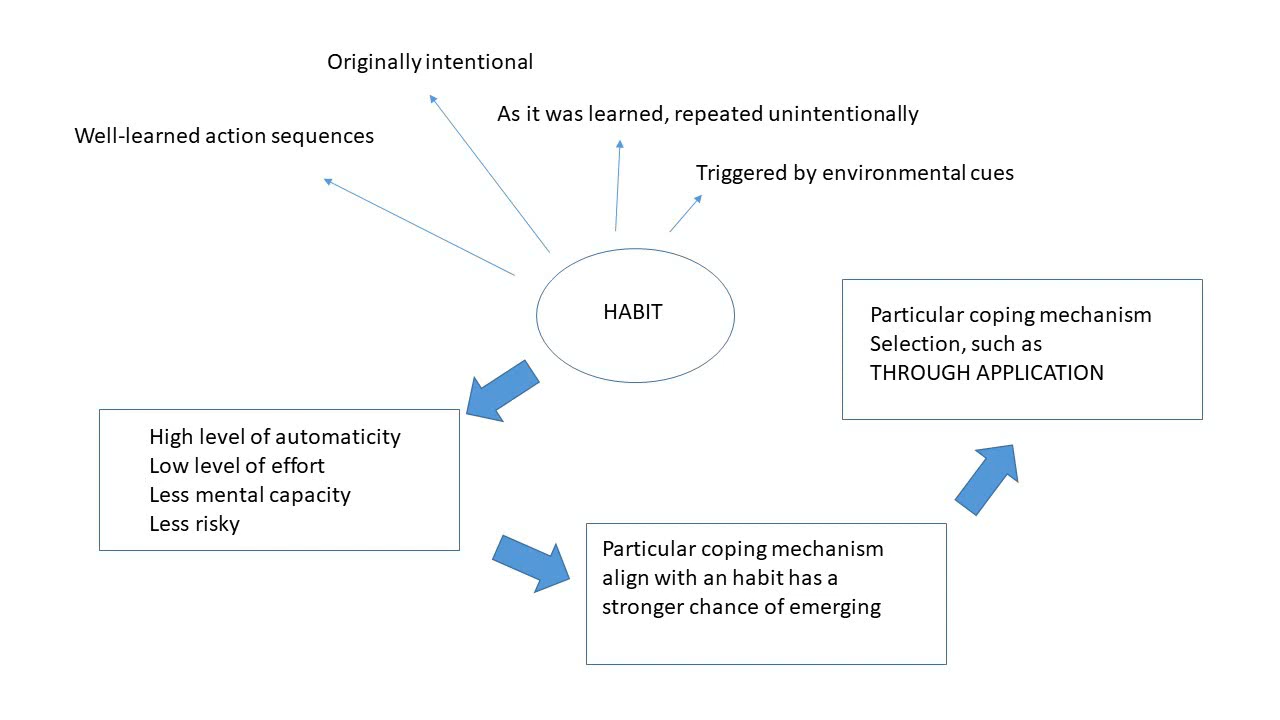 Originally intentional
As it was learned, repeated unintentionally
Well-learned action sequences
Triggered by environmental cues
HABIT
Particular coping mechanism
Selection, such as
THROUGH APPLICATION
High level of automaticity
Low level of effort
Less mental capacity
Less risky
Particular coping mechanism
align with an habit has a
stronger chance of emerging